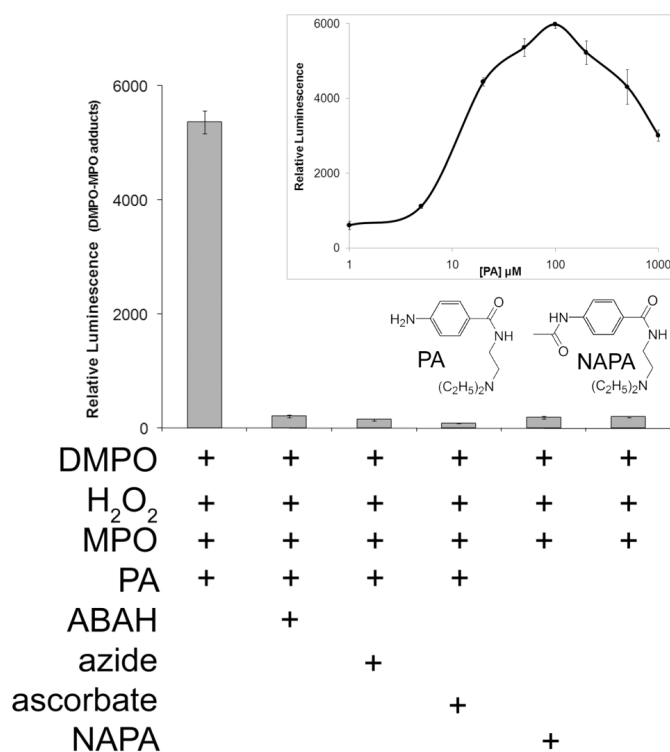 6000
4000
2000
0
Relative Luminescence
1
10
100
1000
[PA] µM
6000
4000
2000
0
Relative Luminescence (DMPO-MPO adducts)
H₂N
O
NH
PA
(C₂H₅)₂N
HN
O
O
NH
NAPA
(C₂H₅)₂N
DMPO + + + + + +
H₂O₂ + + + + + +
MPO + + + + + +
PA + + + +
ABAH +
azide +
ascorbate +
NAPA +